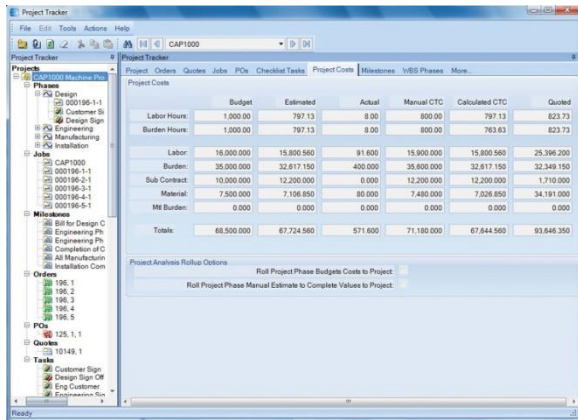 Project Tracker
File Edit Tools Actions Help
CAP1000
Project Tracker
Projects
CAP1000 Machine Pro
Phases
Design
000196-1-1
Customer Si
Design Sign
Engineering
Manufacturing
Installation
Jobs
CAP1000
000196-1-1
000196-2-1
000196-3-1
000196-4-1
000196-5-1
Milestones
Bill for Design C
Engineering Ph
Engineering Ph
Completion of C
All Manufacturin
Installation Com
Orders
196, 1
196, 2
196, 3
196, 4
196, 5
POs
125, 1, 1
Quotes
10149, 1
Tasks
Customer Sign
Design Sign Off
Eng Customer
Engineering Sign
Project Tracker
Project Orders Quotes Jobs POs Checklist Tasks Project Costs Milestones WBS Phases More...
Project Costs
Budget Estimated Actual Manual CTC Calculated CTC Quoted
Labor Hours: 1,000.00 797.13 8.00 800.00 797.13 823.73
Burden Hours: 1,000.00 797.13 8.00 800.00 763.63 823.73
Labor: 16,000.000 15,800.560 91.600 15,900.000 15,800.560 25,396.200
Burden: 35,000.000 32,617.150 400.000 35,600.000 32,617.150 32,349.150
Sub Contract: 10,000.000 12,200.000 0.000 12,200.000 12,200.000 1,710.000
Material: 7,500.000 7,106.850 80.000 7,480.000 7,026.850 34,191.000
Mtl Burden: 0.000 0.000 0.000 0.000 0.000 0.000
Totals: 68,500.000 67,724.560 571.600 71,180.000 67,644.560 93,646.350
Project Analysis Rollup Options
Roll Project Phase Budgets Costs to Project:
Roll Project Phase Manual Estimate to Complete Values to Project:
Ready